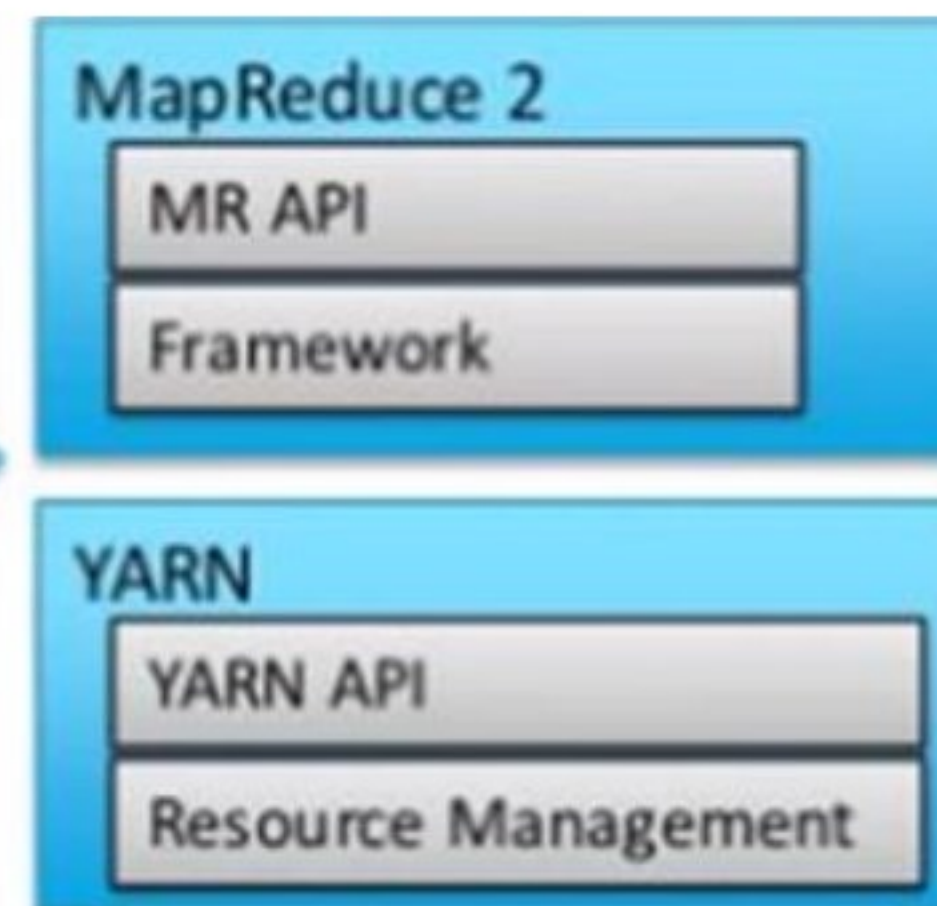 MapReduce 2
MR API
Framework
YARN
YARN API
Resource Management